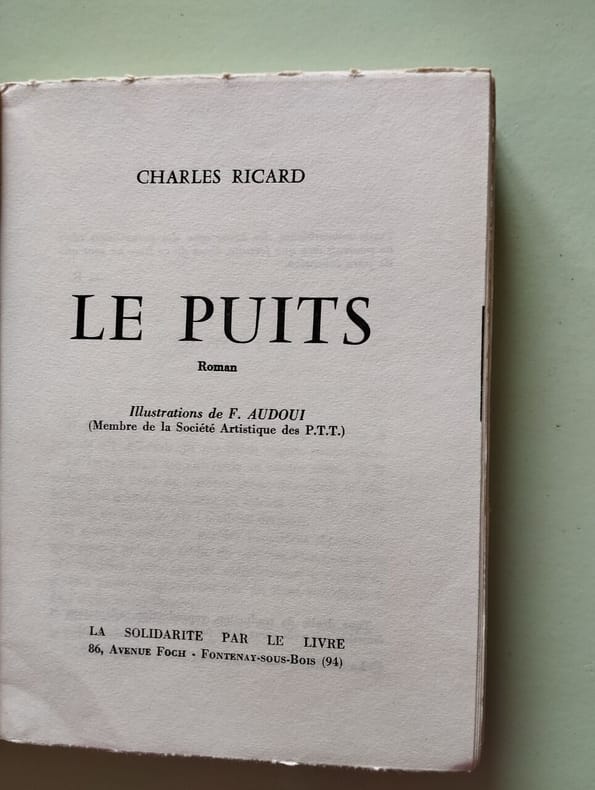 CHARLES RICARD
LE PUITS
Roman
Illustrations de F. AUDOUI
(Membre de la Société Artistique des P.T.T.)
LA SOLIDARITE PAR LE LIVRE
86, AVENUE FOCH - FONTENAY-SOUS-BOIS (94)